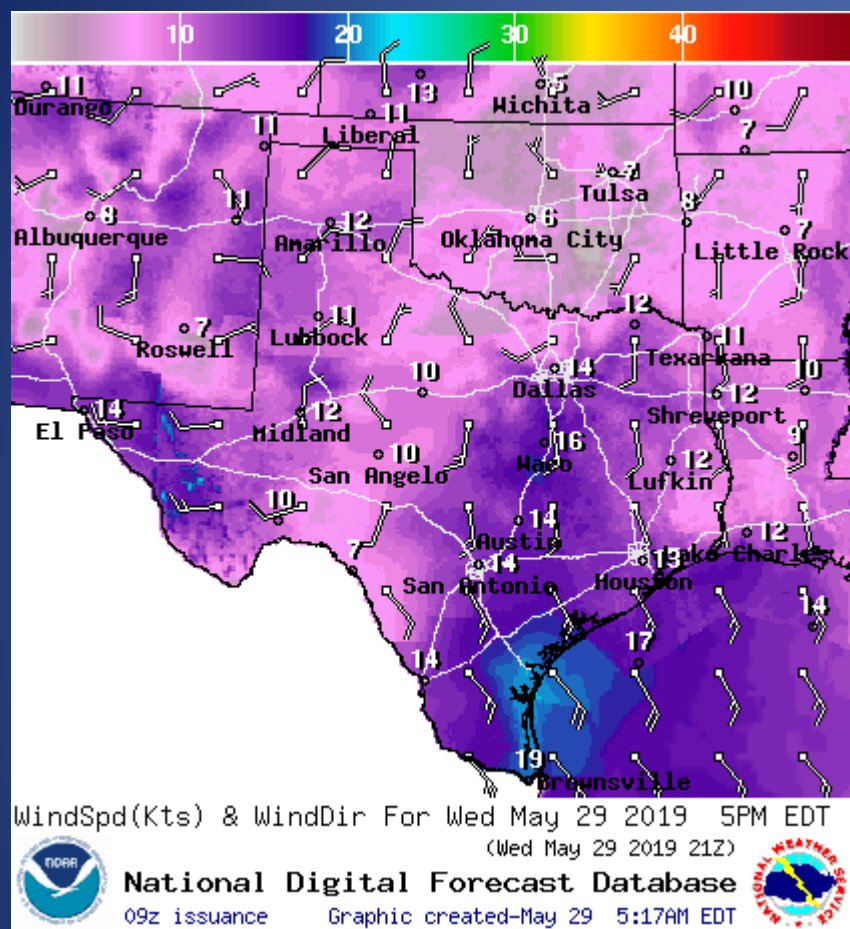 10 20 30 40
11 13 5 10
Durango Wichita
11 11
Liberal
7
7
Tulsa
8 11 12 6 8 7
Albuquerque Amarillo Oklahoma City Little Rock
7 11 12 11
Roswell Lubbock Texarkana
10 14 10
Dallas
14 12 12
El Paso Midland Shreveport
10 16 12 9
San Angelo Waco Lufkin
10 14 12
Austin Lake Charles
7 14 13
San Antonio Houston
14
14 17
19
Brownsville
WindSpd(Kts) & WindDir For Wed May 29 2019 5PM EDT
(Wed May 29 2019 21Z)
NOAA
National Digital Forecast Database
09z issuance Graphic created-May 29 5:17AM EDT
NATIONAL WEATHER SERVICE